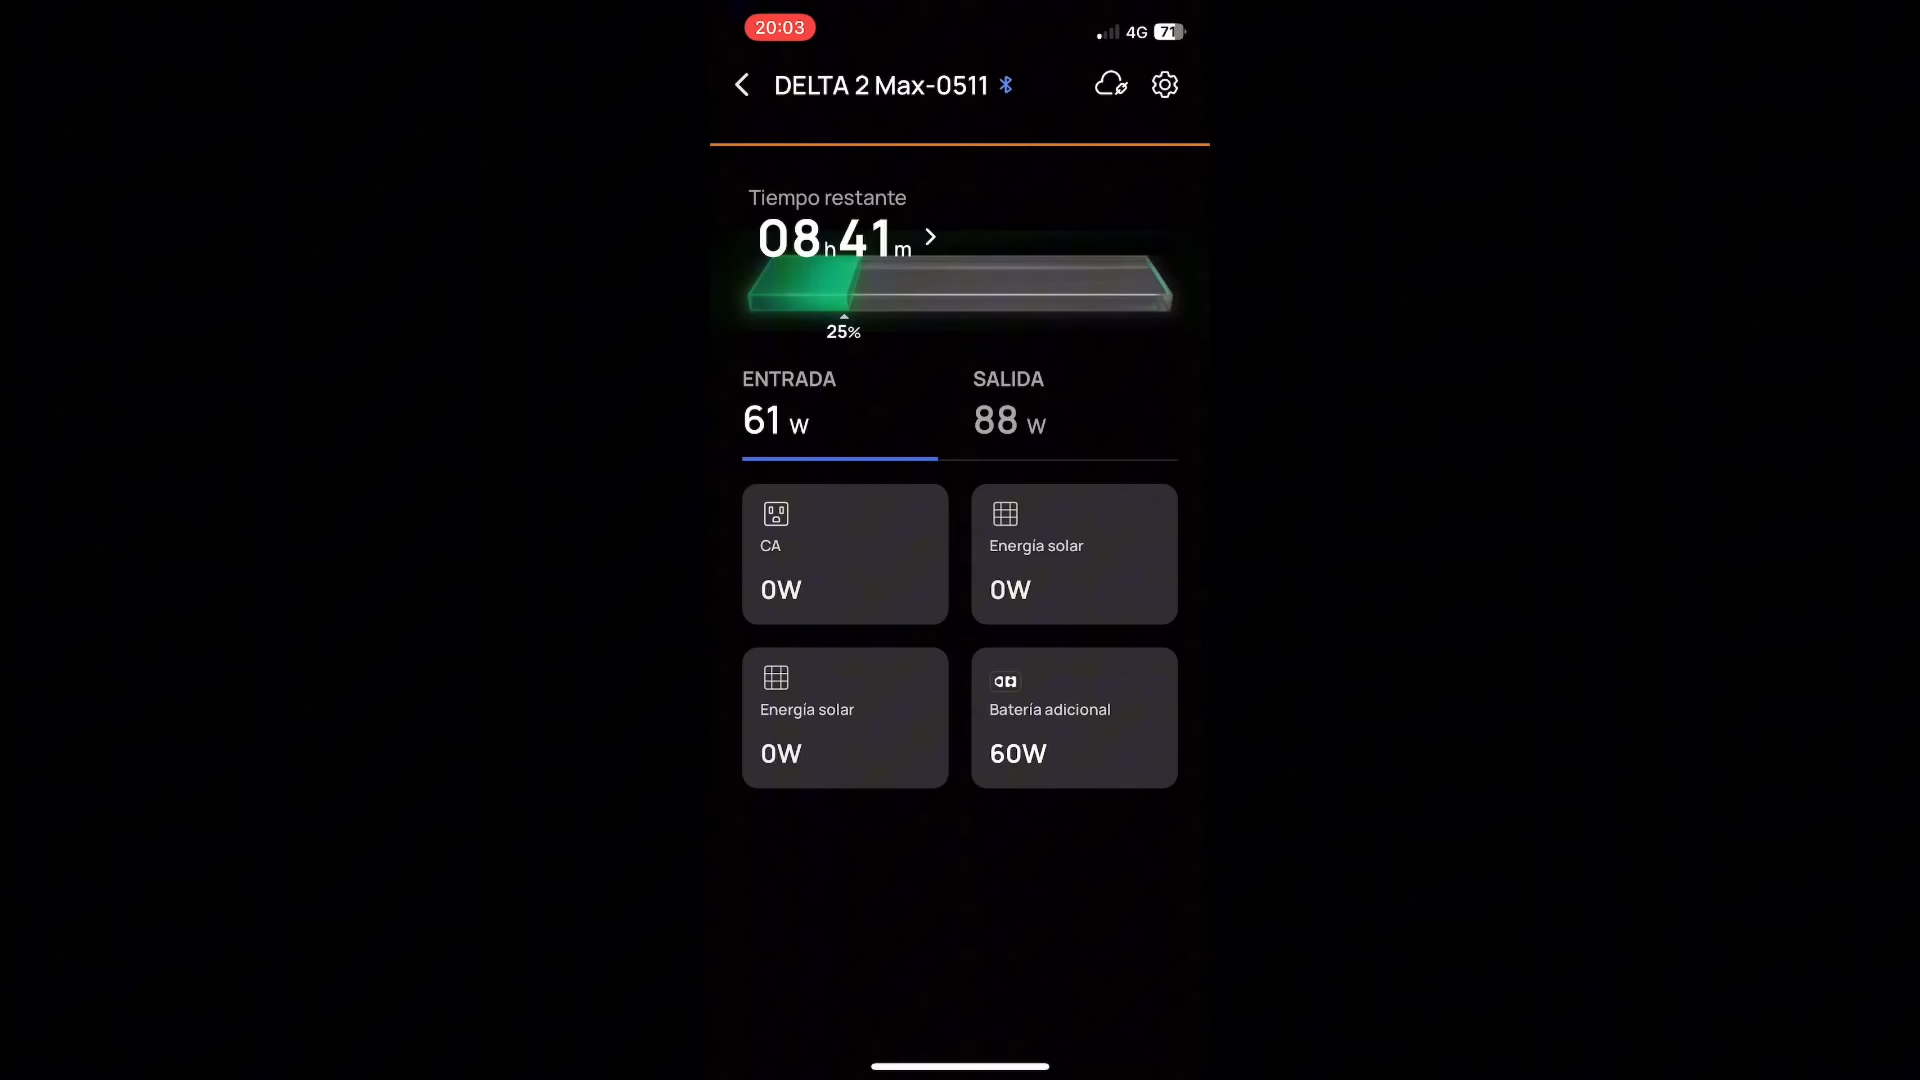 20:03
4G 71
DELTA 2 Max-0511
Tiempo restante
08h41m
25%
ENTRADA
61 W
SALIDA
88 W
CA
0W
Energía solar
0W
Energía solar
0W
Batería adicional
60W